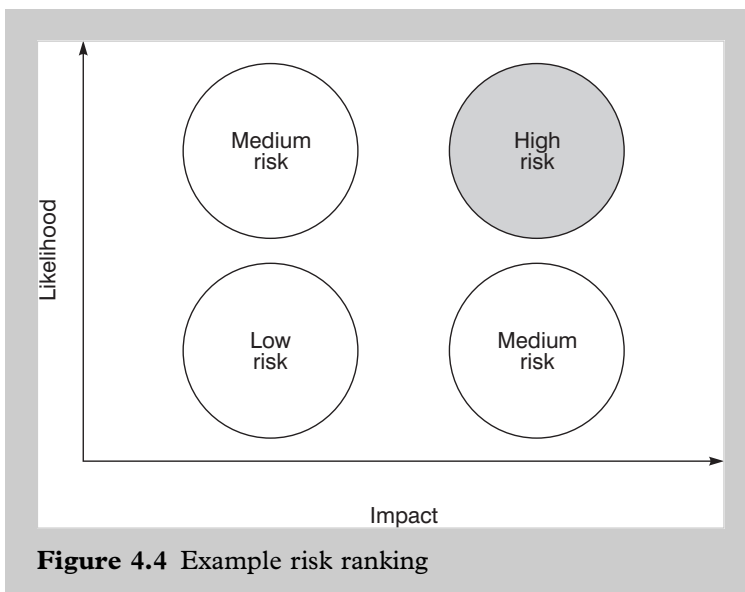 Likelihood
Medium
risk
High
risk
Low
risk
Medium
risk
Impact
Figure 4.4 Example risk ranking